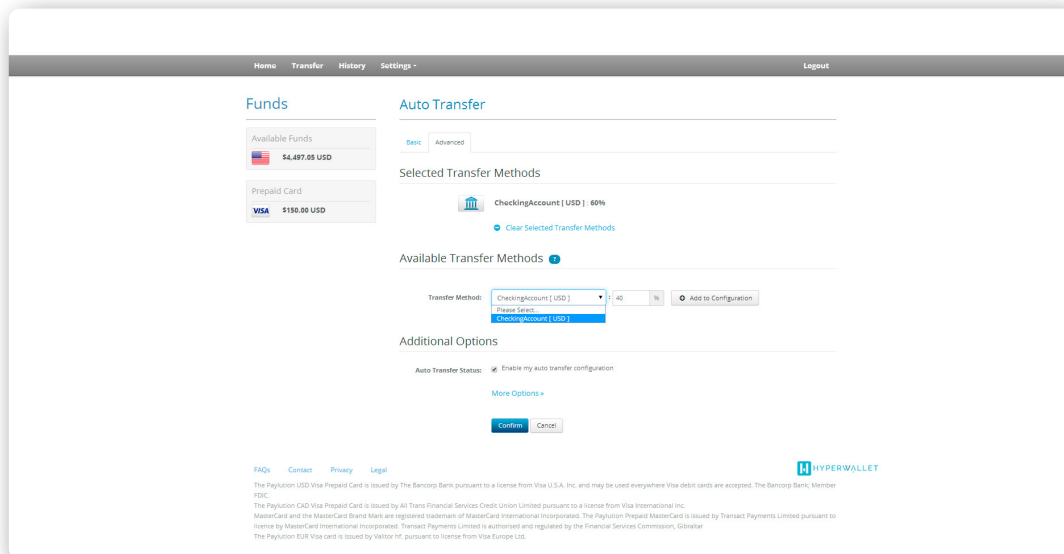 Home Transfer History Settings Logout
Funds
Available Funds
$4,497.05 USD
Prepaid Card
VISA $150.00 USD
Auto Transfer
Basic Advanced
Selected Transfer Methods
CheckingAccount [ USD ] : 60%
Clear Selected Transfer Methods
Available Transfer Methods ?
Transfer Method: CheckingAccount [ USD ] : 40 % Add to Configuration
Please Select...
CheckingAccount [ USD ]
Additional Options
Auto Transfer Status: Enable my auto transfer configuration
More Options »
Confirm Cancel
FAQs Contact Privacy Legal
HYPERWALLET
The Paylution USD Visa Prepaid Card is issued by The Bancorp Bank pursuant to a license from Visa U.S.A. Inc. and may be used everywhere Visa debit cards are accepted. The Bancorp Bank; Member
FDIC.
The Paylution CAD Visa Prepaid Card is issued by All Trans Financial Services Credit Union Limited pursuant to a license from Visa International Inc.
MasterCard and the MasterCard Brand Mark are registered trademark of MasterCard International Incorporated. The Paylution Prepaid MasterCard is issued by Transact Payments Limited pursuant to
licence by MasterCard International Incorporated. Transact Payments Limited is authorised and regulated by the Financial Services Commission, Gibraltar
The Paylution EUR Visa card is issued by Valitor hf. pursuant to license from Visa Europe Ltd.